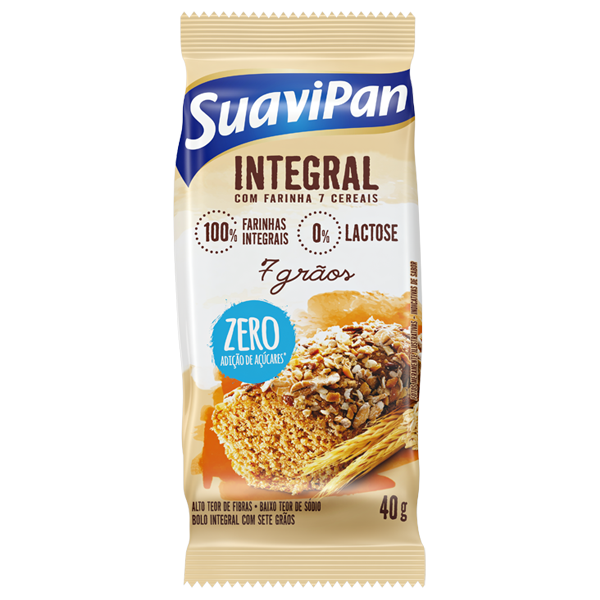 SuaviPan
INTEGRAL
COM FARINHA 7 CEREAIS
100% FARINHAS INTEGRAIS
0% LACTOSE
7 grãos
ZERO
ADIÇÃO DE AÇÚCARES*
ALTO TEOR DE FIBRAS • BAIXO TEOR DE SÓDIO
BOLO INTEGRAL COM SETE GRÃOS
40g